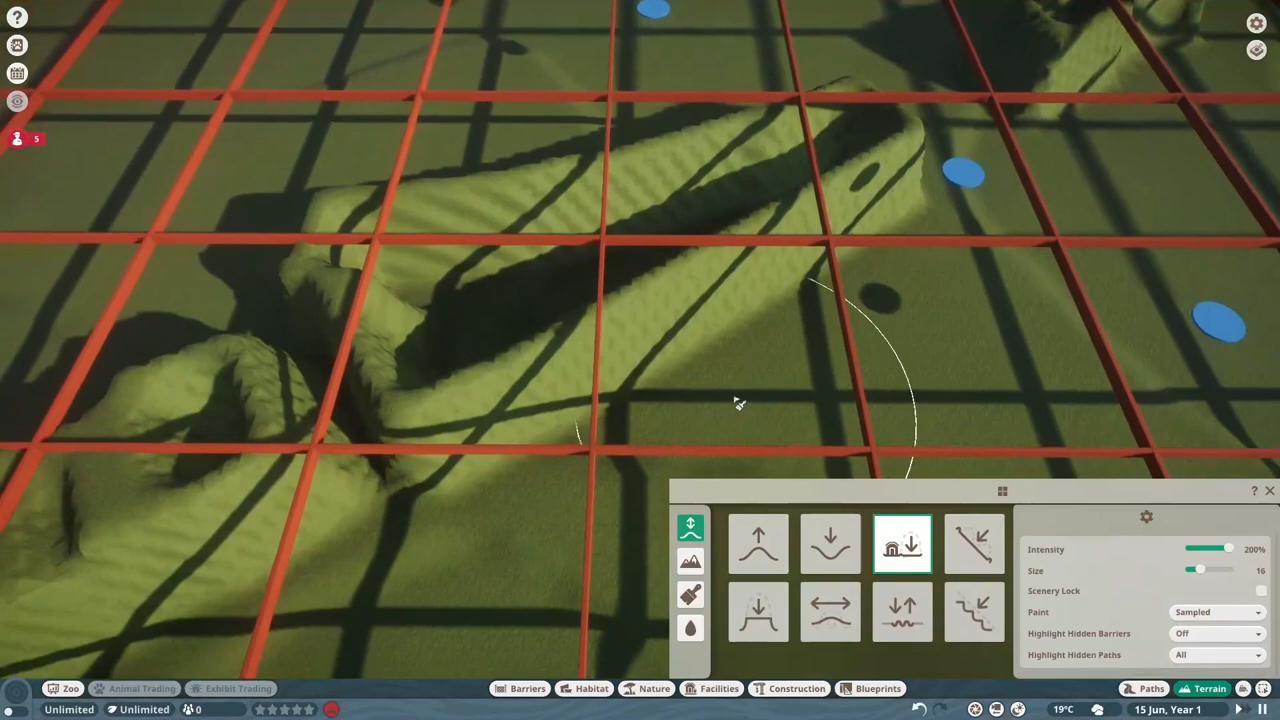 ?
5
? ✕
Intensity 200%
Size 16
Scenery Lock
Paint Sampled
Highlight Hidden Barriers Off
Highlight Hidden Paths All
Zoo Animal Trading Exhibit Trading Barriers Habitat Nature Facilities Construction Blueprints Paths Terrain
Unlimited Unlimited 0 19°C 15 Jun, Year 1